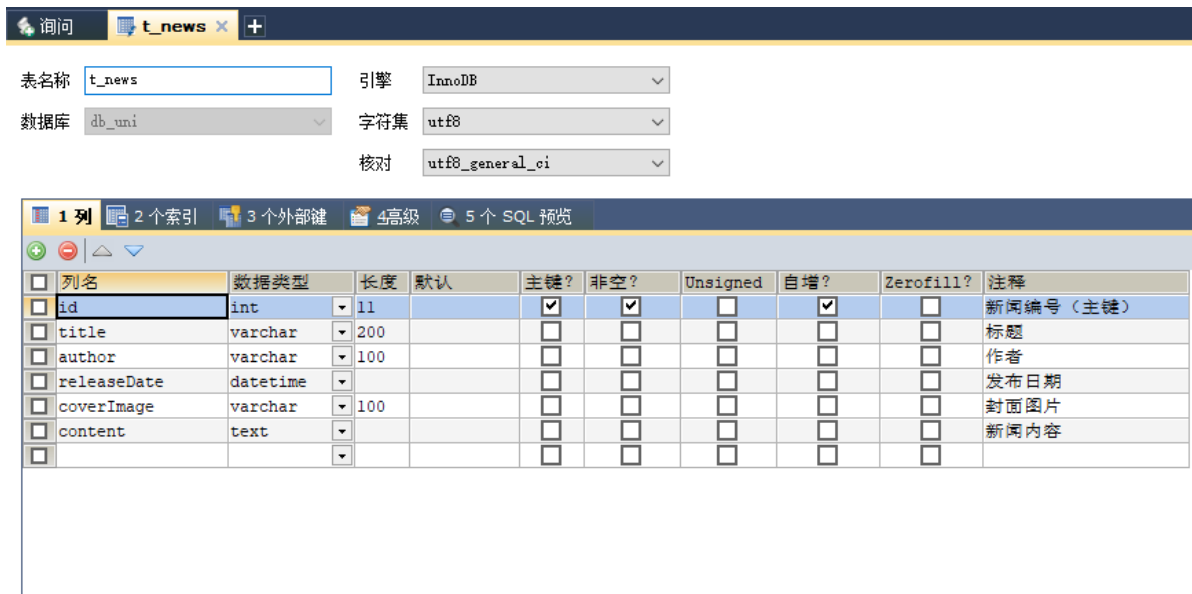 询问 t_news
表名称 t_news 引擎 InnoDB
数据库 db_uni 字符集 utf8
核对 utf8_general_ci
1 列 2 个索引 3 个外部键 4高级 5 个 SQL 预览
列名 数据类型 长度 默认 主键? 非空? Unsigned 自增? Zerofill? 注释
id int 11 新闻编号（主键）
title varchar 200 标题
author varchar 100 作者
releaseDate datetime 发布日期
coverImage varchar 100 封面图片
content text 新闻内容